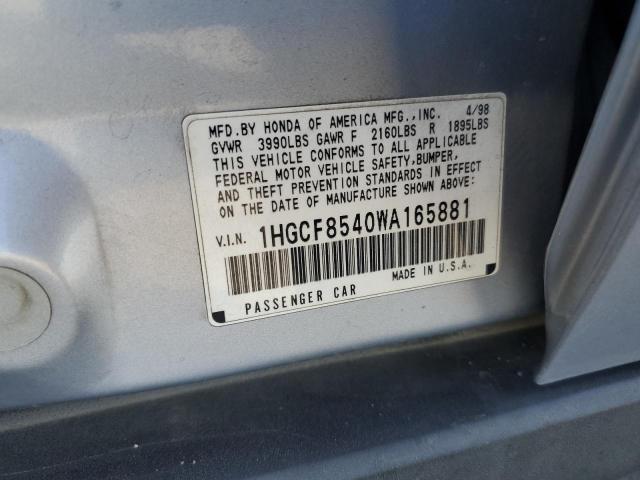 MFD.BY HONDA OF AMERICA MFG.,INC. 4/98
GVWR 3990LBS GAWR F 2160LBS R 1895LBS
THIS VEHICLE CONFORMS TO ALL APPLICABLE
FEDERAL MOTOR VEHICLE SAFETY,BUMPER,
AND THEFT PREVENTION STANDARDS IN EFFECT
ON THE DATE OF MANUFACTURE SHOWN ABOVE:
V.I.N. 1HGCF8540WA165881
MADE IN U.S.A.
PASSENGER CAR